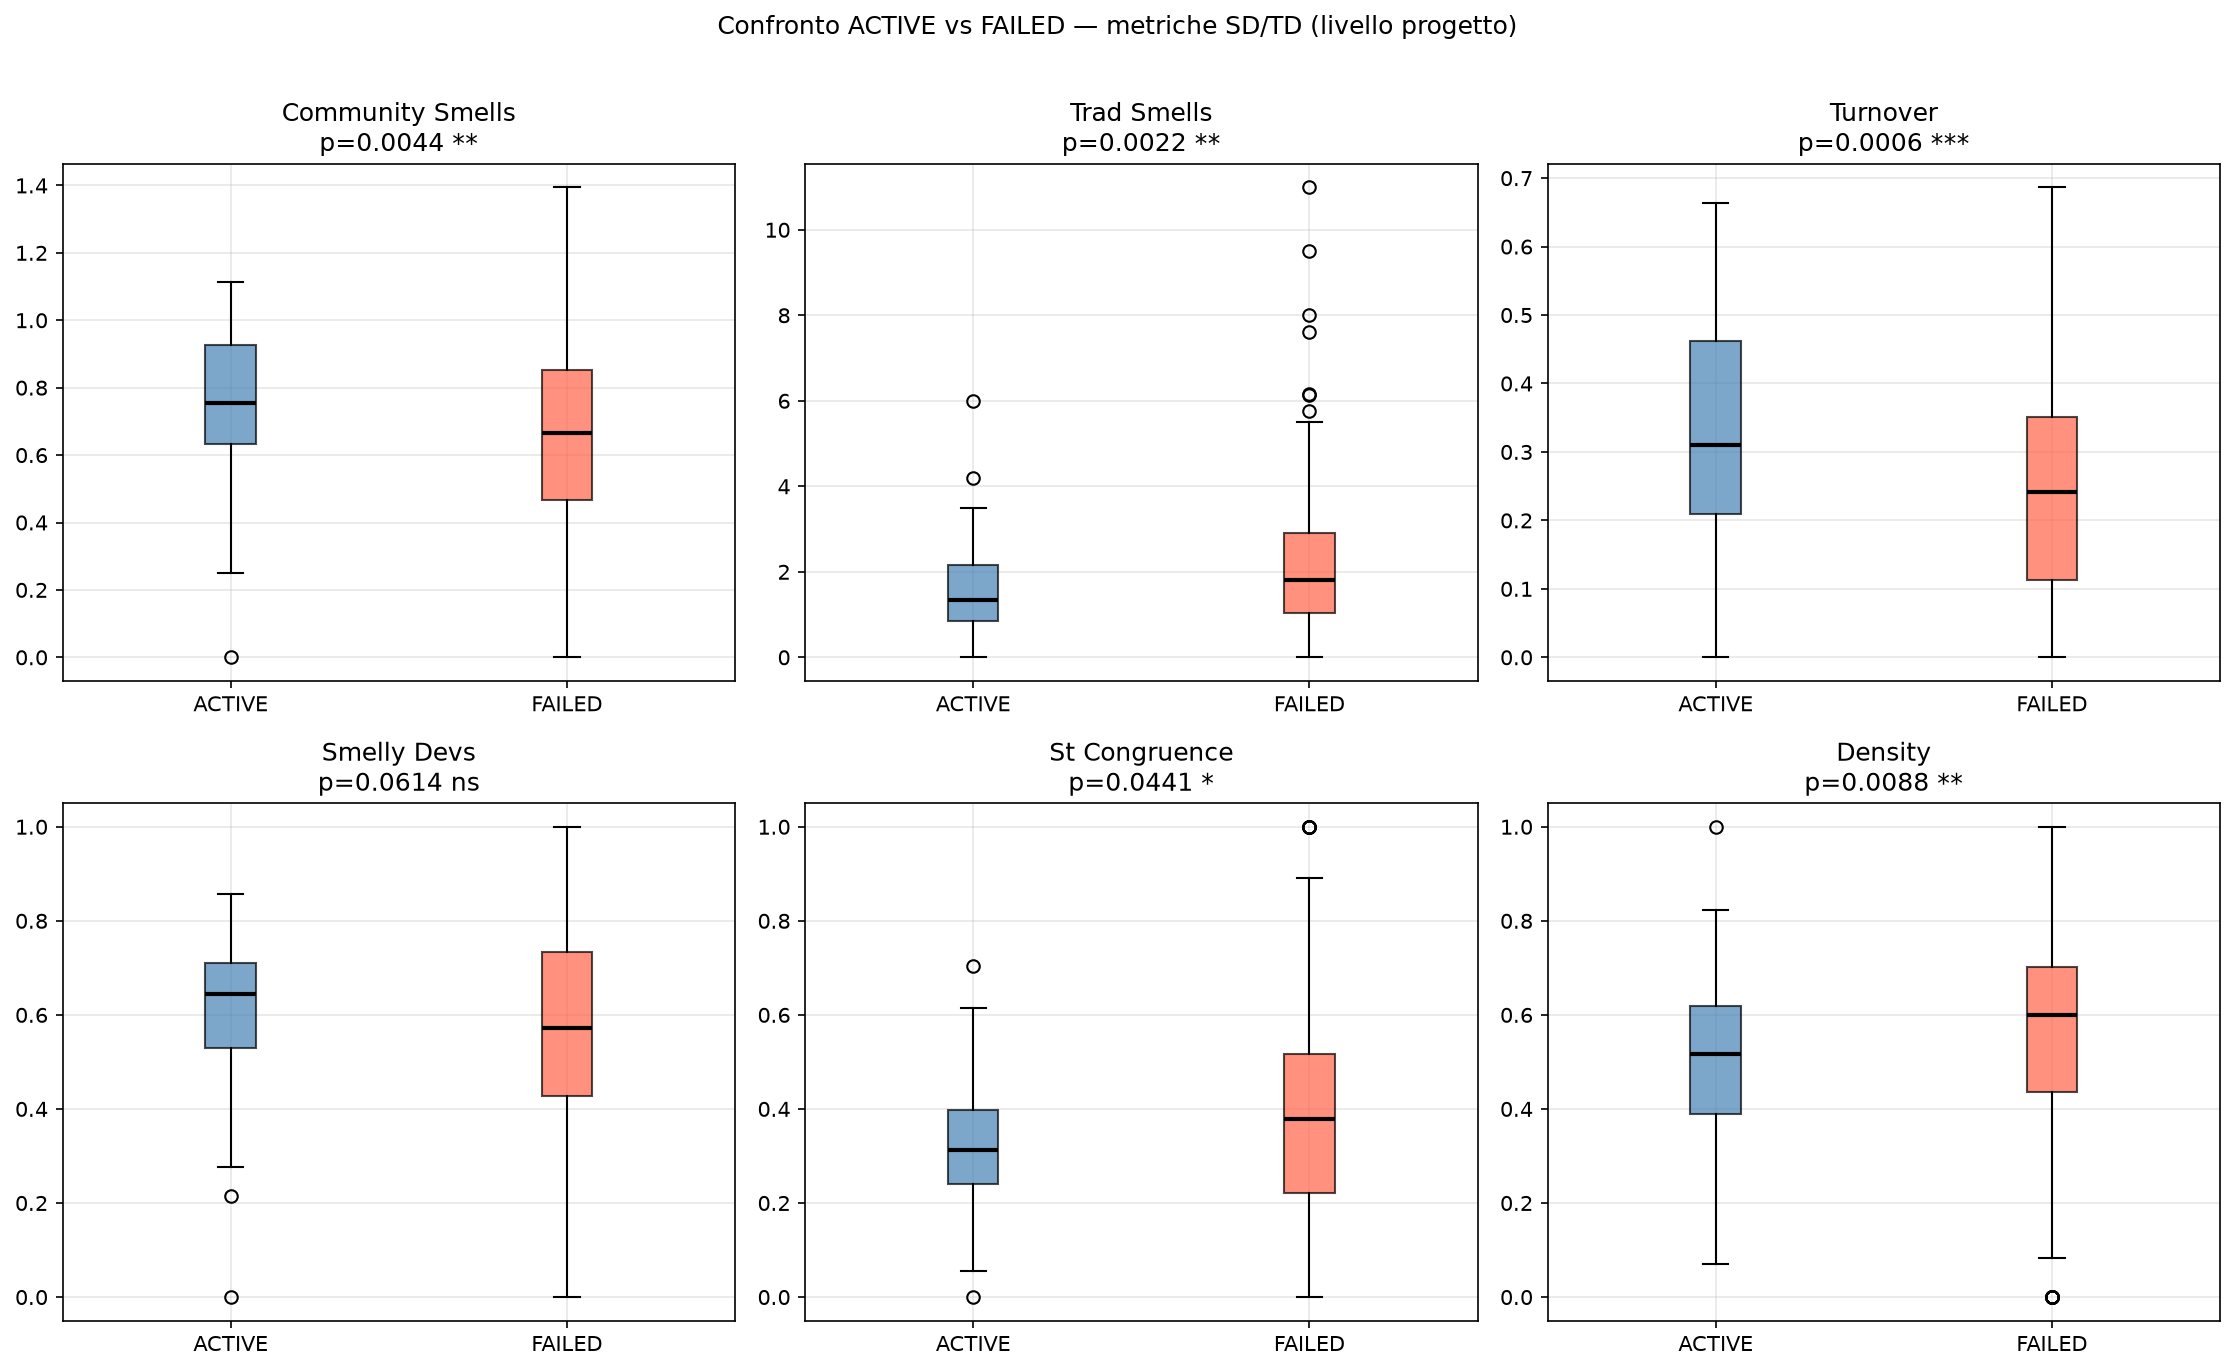 Confronto ACTIVE vs FAILED — metriche SD/TD (livello progetto)
Community Smells
p=0.0044 **
1.4
1.2
1.0
0.8
0.6
0.4
0.2
0.0
ACTIVE
FAILED
Trad Smells
p=0.0022 **
10
8
6
4
2
0
ACTIVE
FAILED
Turnover
p=0.0006 ***
0.7
0.6
0.5
0.4
0.3
0.2
0.1
0.0
ACTIVE
FAILED
Smelly Devs
p=0.0614 ns
1.0
0.8
0.6
0.4
0.2
0.0
ACTIVE
FAILED
St Congruence
p=0.0441 *
1.0
0.8
0.6
0.4
0.2
0.0
ACTIVE
FAILED
Density
p=0.0088 **
1.0
0.8
0.6
0.4
0.2
0.0
ACTIVE
FAILED